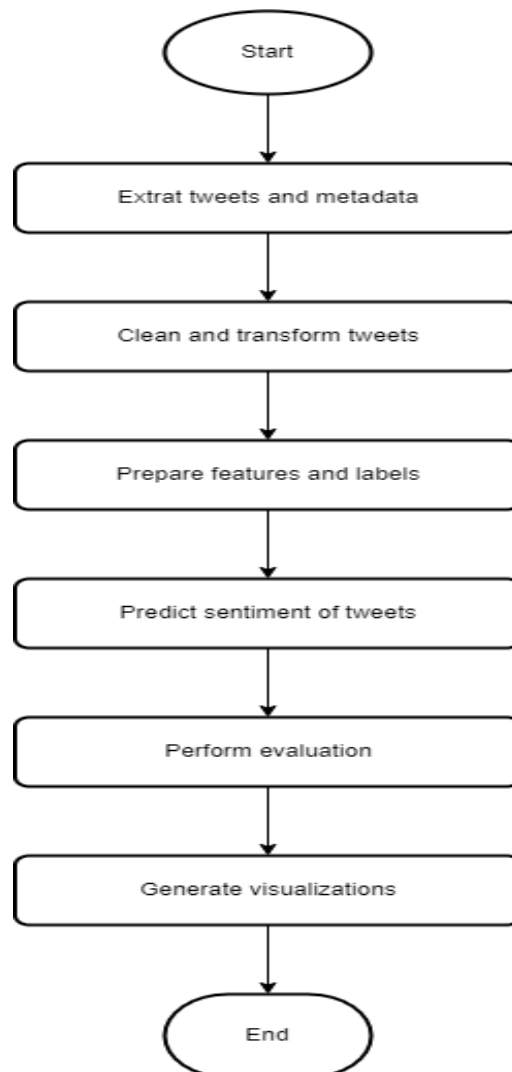 Start
Extrat tweets and metadata
Clean and transform tweets
Prepare features and labels
Predict sentiment of tweets
Perform evaluation
Generate visualizations
End